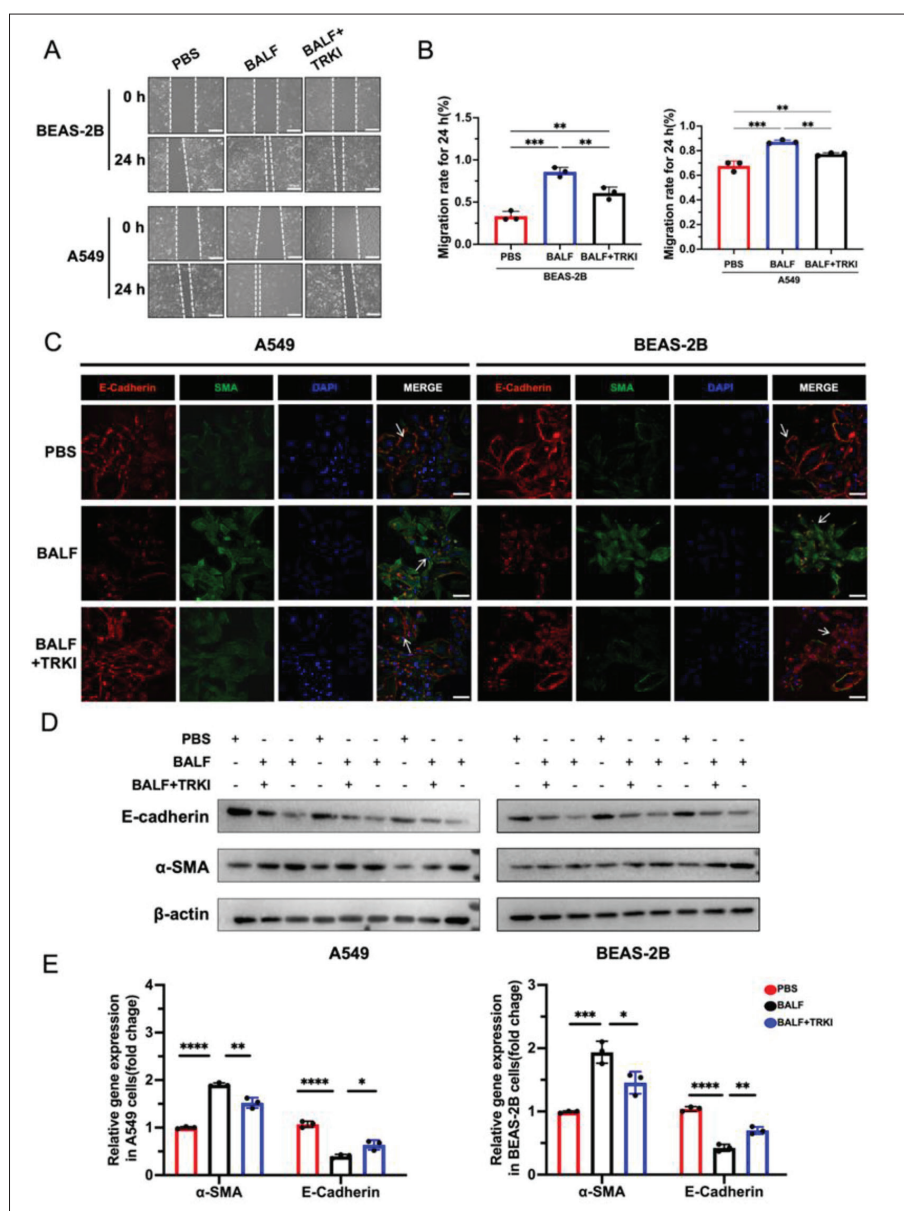 A
PBS
BALF
BALF+
TRKI
0 h
BEAS-2B
24 h
0 h
A549
24 h
B
Migration rate for 24 h(%)
1.5
1.0
0.5
0.0
**
***
**
PBS
BALF
BALF+TRKI
BEAS-2B
Migration rate for 24 h(%)
1.0
0.8
0.6
0.4
0.2
0.0
**
***
**
PBS
BALF
BALF+TRKI
A549
C
A549
BEAS-2B
E-Cadherin
SMA
DAPI
MERGE
E-Cadherin
SMA
DAPI
MERGE
PBS
BALF
BALF
+TRKI
D
PBS + - - + - - + - - + - - + - - + - -
BALF - + + - + + - + + - + + - + + - + +
BALF+TRKI - + - - + - - + - - + - - + - - + -
E-cadherin
α-SMA
β-actin
A549
BEAS-2B
E
Relative gene expression
in A549 cells(fold chage)
4
3
2
1
0
****
**
****
*
α-SMA
E-Cadherin
Relative gene expression
in BEAS-2B cells(fold chage)
3
2
1
0
***
*
****
**
α-SMA
E-Cadherin
PBS
BALF
BALF+TRKI